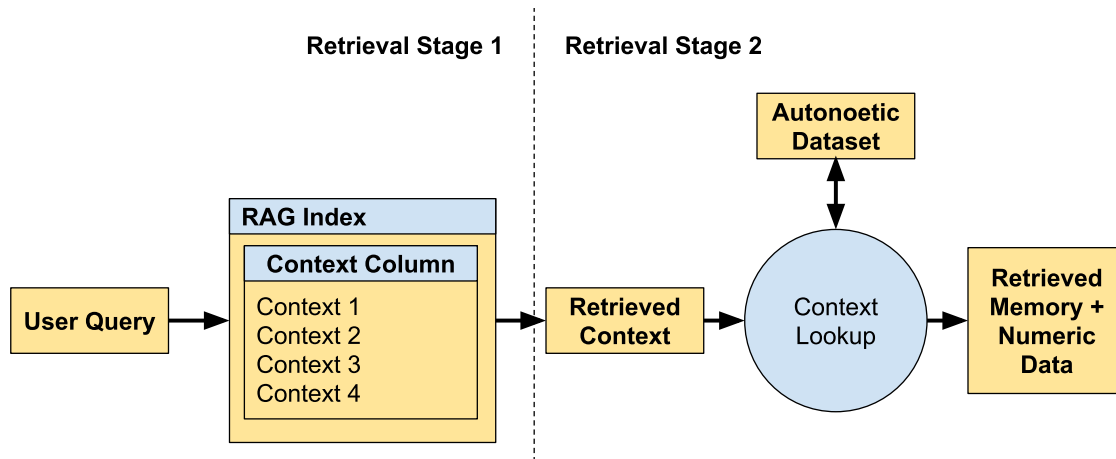 Retrieval Stage 1
Retrieval Stage 2
Autonoetic
Dataset
RAG Index
Context Column
Context 1
Context 2
Context 3
Context 4
User Query
Retrieved
Context
Context
Lookup
Retrieved
Memory +
Numeric
Data